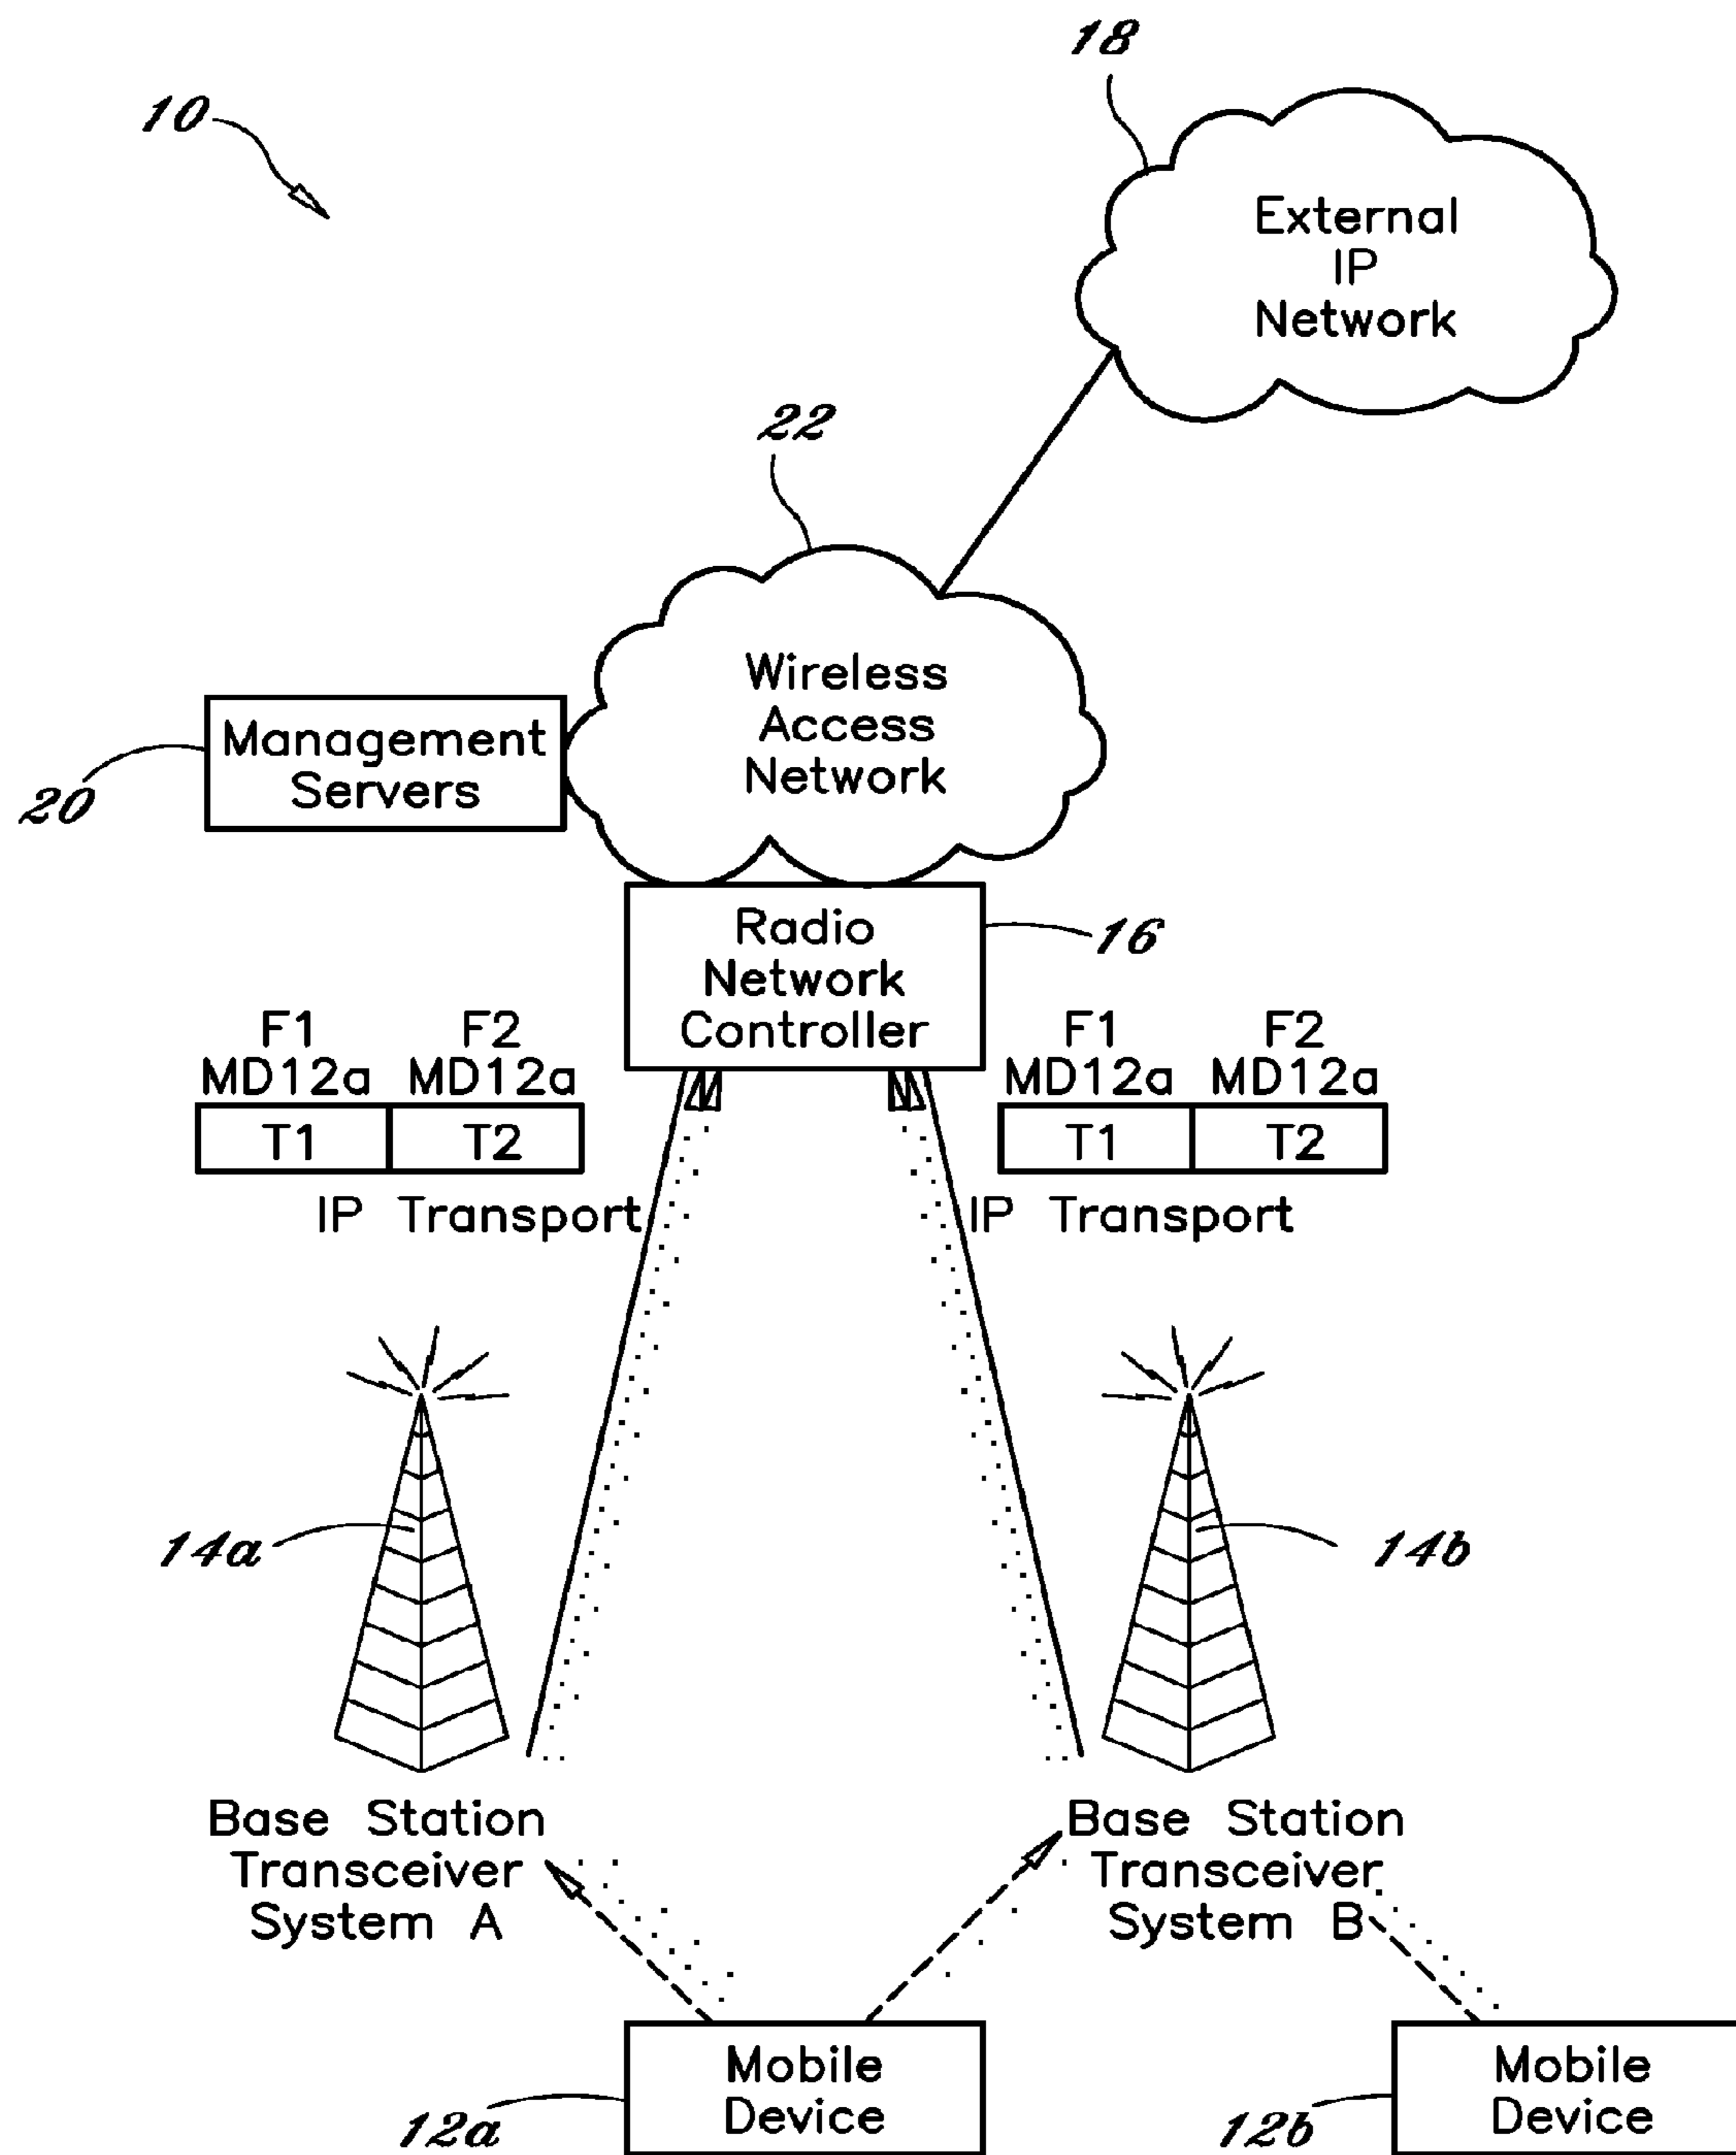 18
10
External
IP
Network
22
Wireless
Access
Network
Management
Servers
20
Radio
Network
Controller
16
F1 F2
MD12a MD12a
T1 T2
IP Transport
F1 F2
MD12a MD12a
T1 T2
IP Transport
14a
14b
Base Station
Transceiver
System A
Base Station
Transceiver
System B
Mobile
Device
12a
Mobile
Device
12b